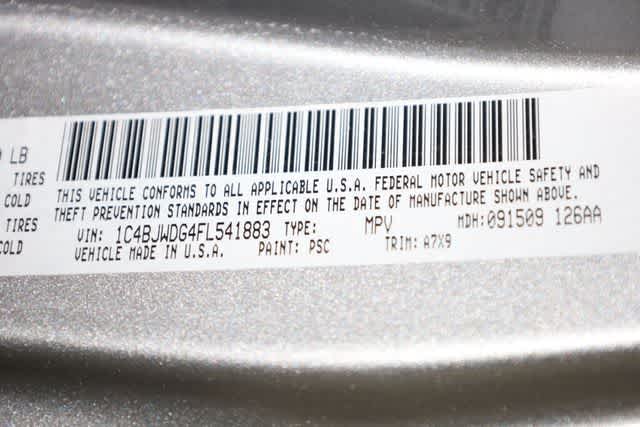 LB
TIRES
COLD
TIRES
COLD
THIS VEHICLE CONFORMS TO ALL APPLICABLE U.S.A. FEDERAL MOTOR VEHICLE SAFETY AND
THEFT PREVENTION STANDARDS IN EFFECT ON THE DATE OF MANUFACTURE SHOWN ABOVE.
VIN: 1C4BJWDG4FL541883 TYPE: MPV MDH:091509 126AA
VEHICLE MADE IN U.S.A. PAINT: PSC TRIM: A7X9